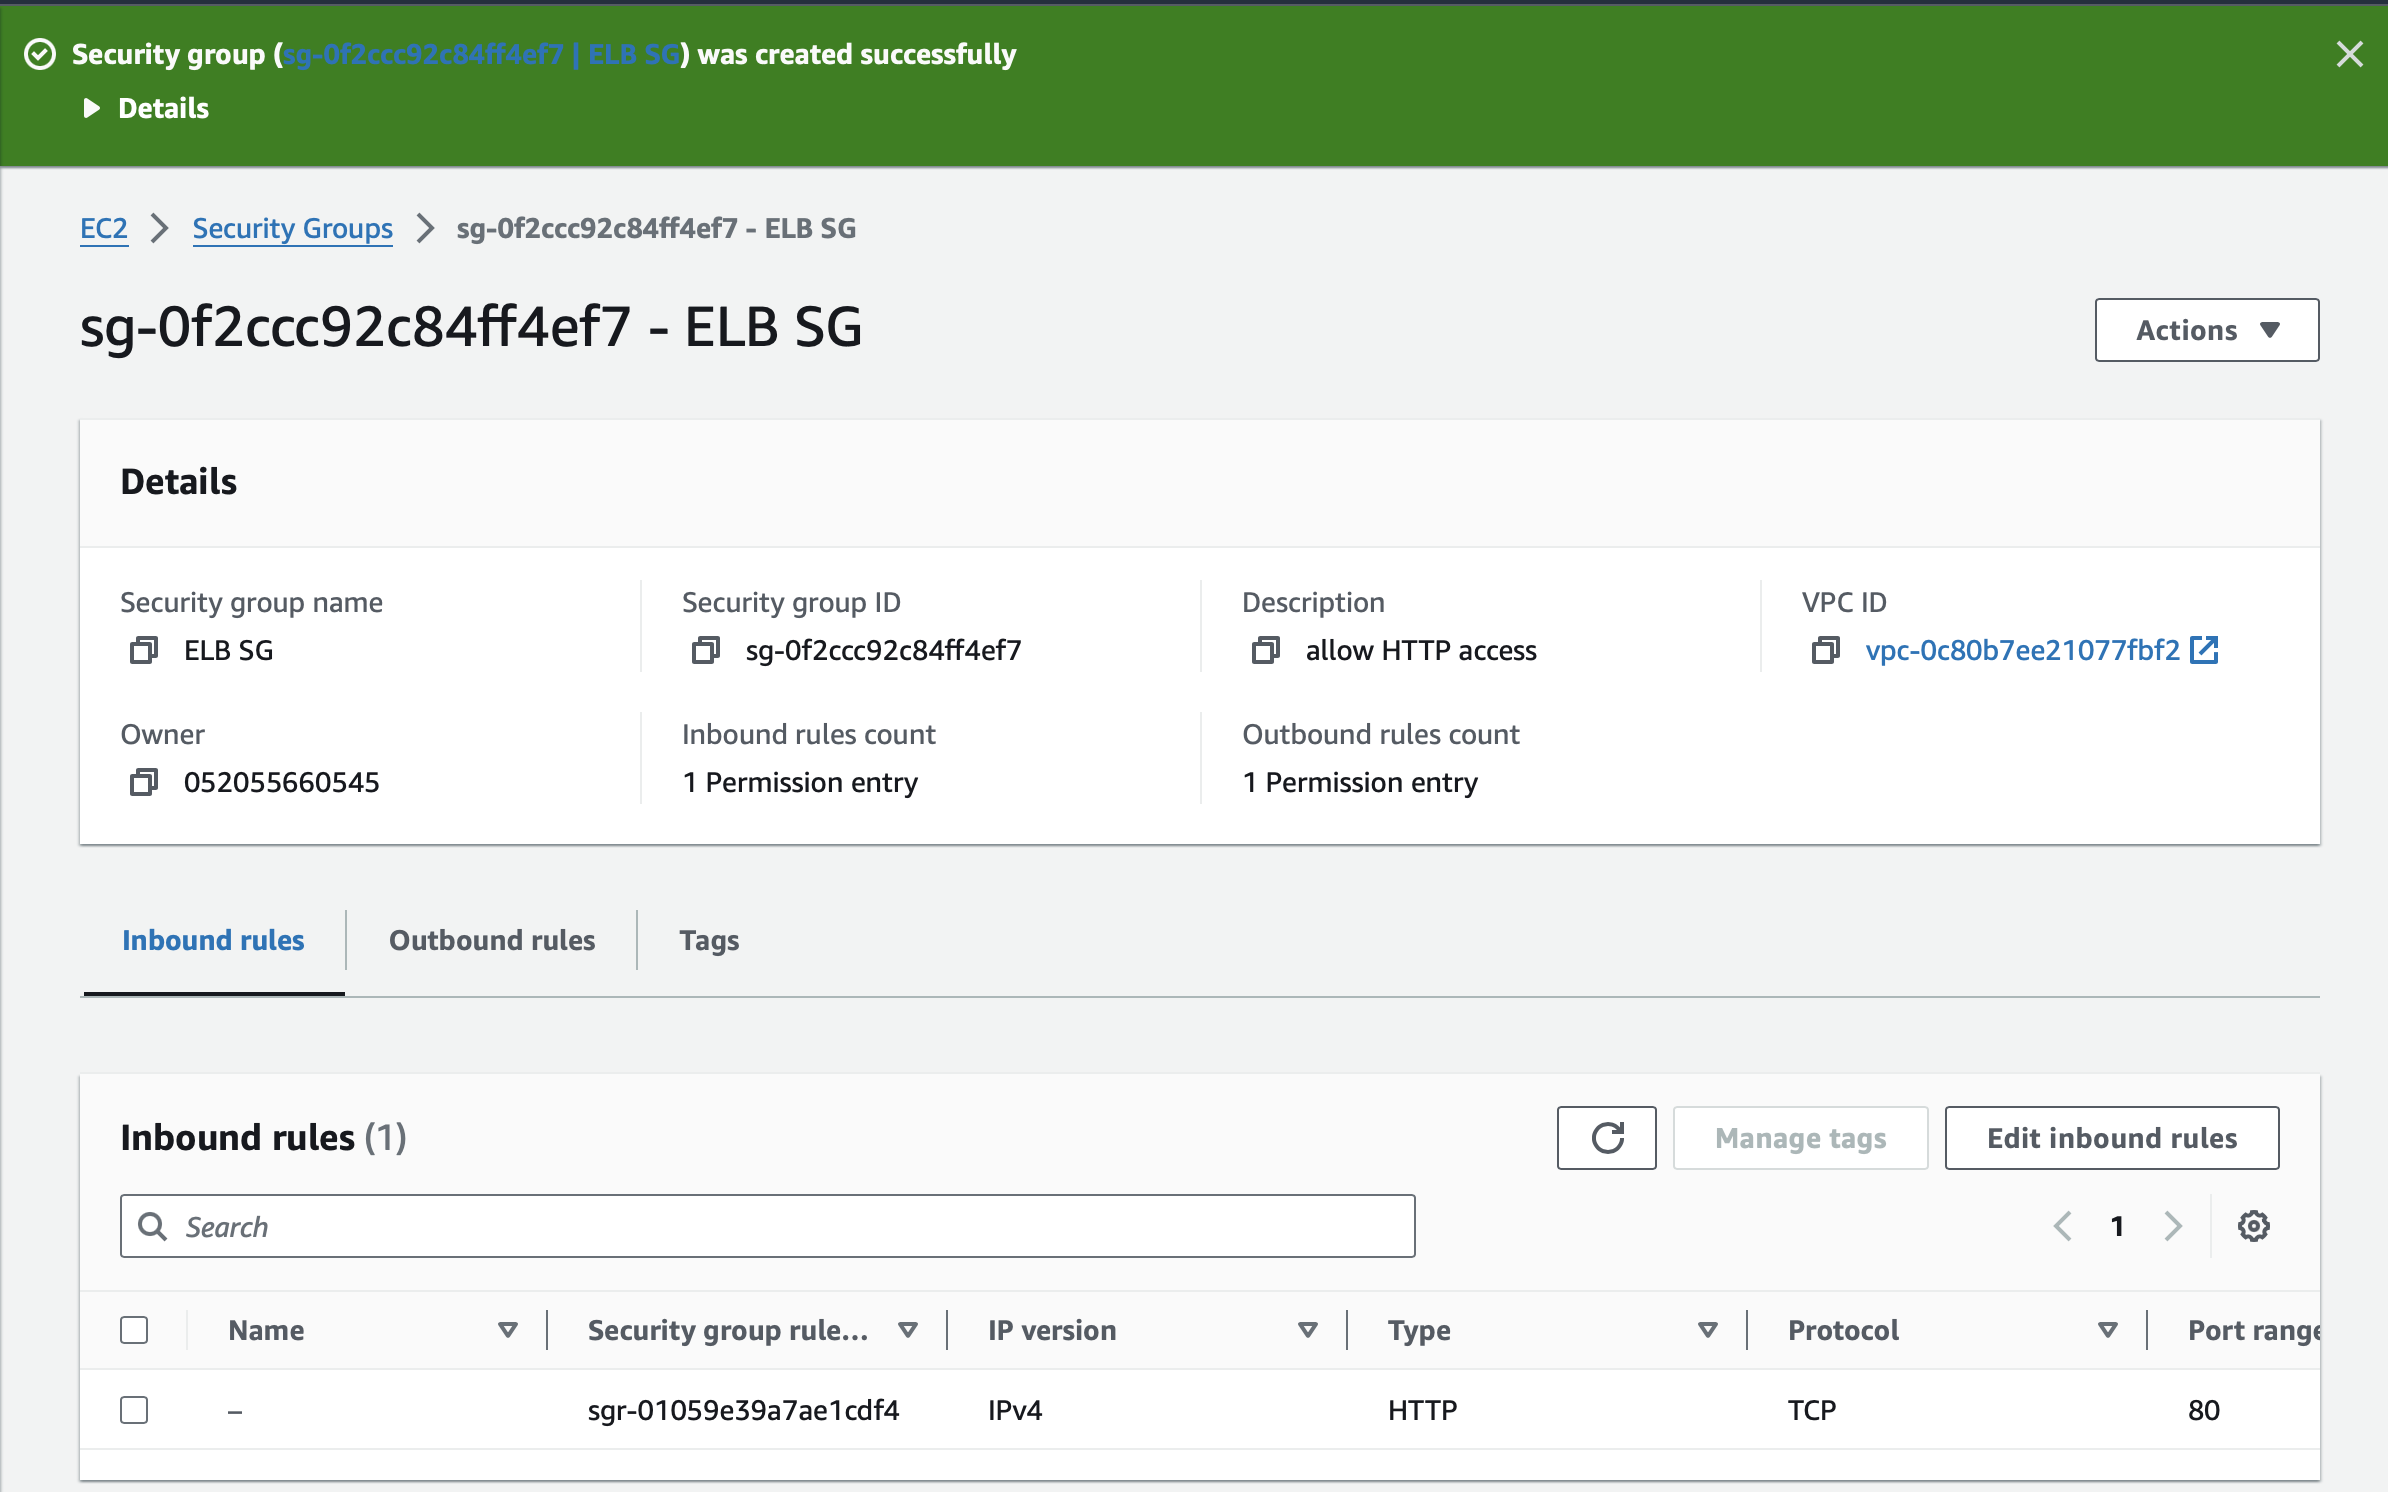 Security group (sg-0f2ccc92c84ff4ef7 | ELB SG) was created successfully
Details
EC2 Security Groups sg-0f2ccc92c84ff4ef7 - ELB SG
sg-0f2ccc92c84ff4ef7 - ELB SG
Actions
Details
Security group name Security group ID Description VPC ID
ELB SG sg-0f2ccc92c84ff4ef7 allow HTTP access vpc-0c80b7ee21077fbf2
Owner Inbound rules count Outbound rules count
052055660545 1 Permission entry 1 Permission entry
Inbound rules Outbound rules Tags
Inbound rules (1) Manage tags Edit inbound rules
Search 1
Name Security group rule... IP version Type Protocol Port range
– sgr-01059e39a7ae1cdf4 IPv4 HTTP TCP 80